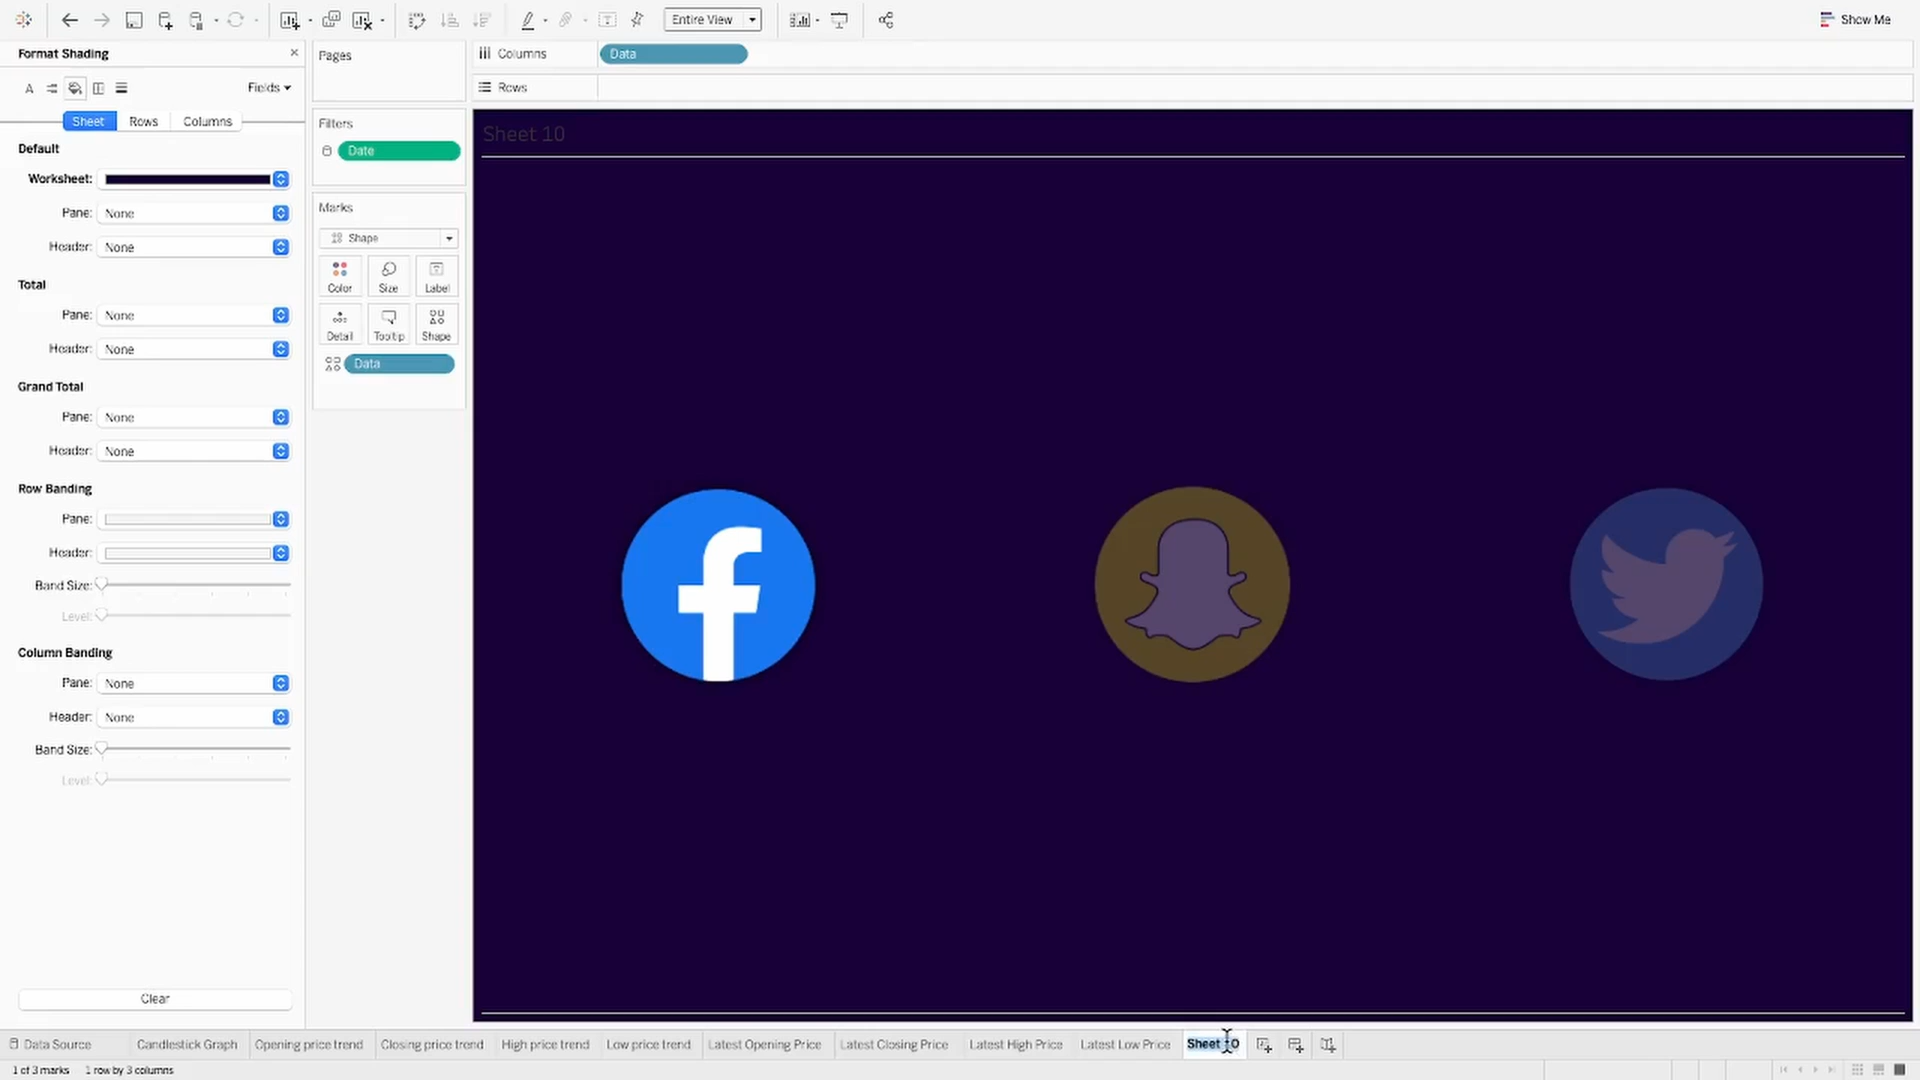 Entire View
Show Me
Format Shading
Fields
Sheet
Rows
Columns
Default
Worksheet:
Pane: None
Header: None
Total
Pane: None
Header: None
Grand Total
Pane: None
Header: None
Row Banding
Pane:
Header:
Band Size:
Level:
Column Banding
Pane: None
Header: None
Band Size:
Level:
Clear
Pages
Filters
Date
Marks
Shape
Color
Size
Label
Detail
Tooltip
Shape
Data
Columns
Data
Rows
Sheet 10
Data Source
Candlestick Graph
Opening price trend
Closing price trend
High price trend
Low price trend
Latest Opening Price
Latest Closing Price
Latest High Price
Latest Low Price
Sheet 10
1 of 3 marks
1 row by 3 columns